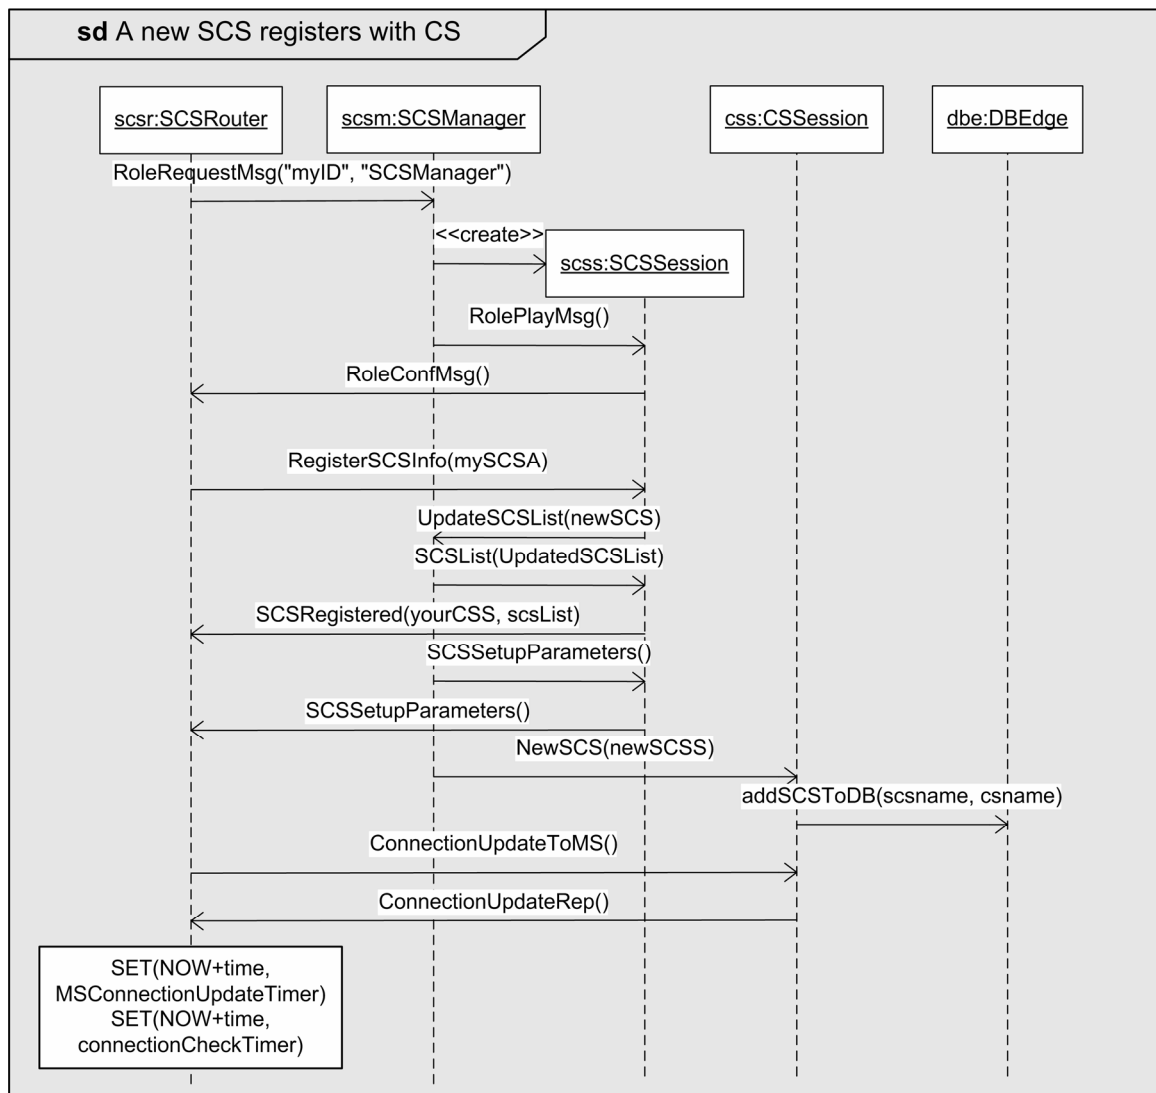 sd A new SCS registers with CS
scsr:SCSRouter
scsm:SCSManager
css:CSSession
dbe:DBEdge
RoleRequestMsg("myID", "SCSManager")
<<create>>
scss:SCSSession
RolePlayMsg()
RoleConfMsg()
RegisterSCSInfo(mySCSA)
UpdateSCSList(newSCS)
SCSList(UpdatedSCSList)
SCSRegistered(yourCSS, scsList)
SCSSetupParameters()
SCSSetupParameters()
NewSCS(newSCSS)
addSCSToDB(scsname, csname)
ConnectionUpdateToMS()
ConnectionUpdateRep()
SET(NOW+time,
MSConnectionUpdateTimer)
SET(NOW+time,
connectionCheckTimer)